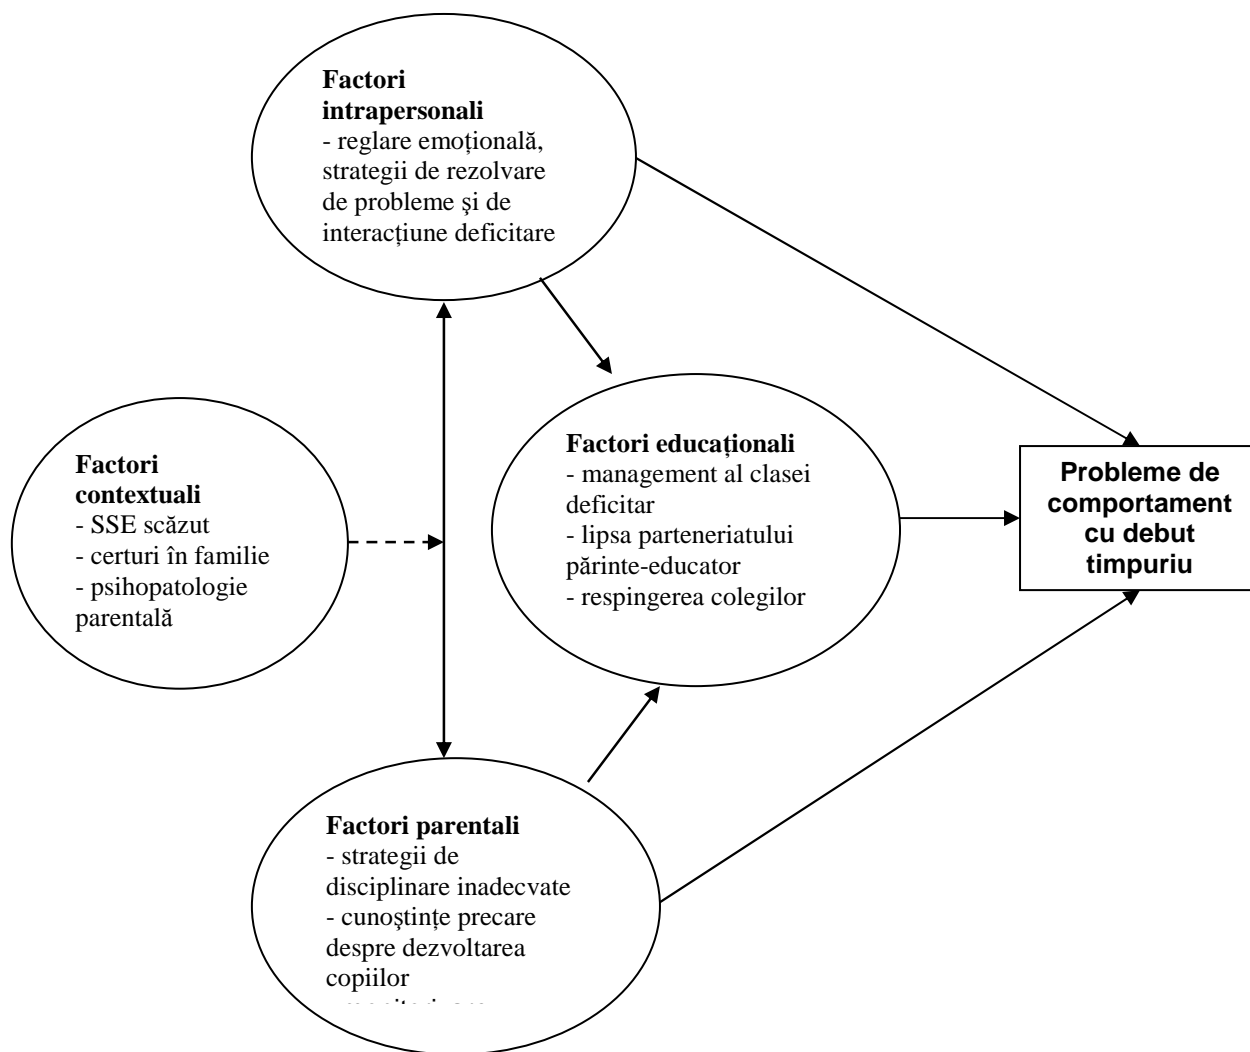 Factori
intrapersonali
- reglare emoțională,
strategii de rezolvare
de probleme şi de
interacțiune deficitare
Factori
contextuali
- SSE scăzut
- certuri în familie
- psihopatologie
parentală
Factori educaționali
- management al clasei
deficitar
- lipsa parteneriatului
părinte-educator
- respingerea colegilor
Probleme de
comportament
cu debut
timpuriu
Factori parentali
- strategii de
disciplinare inadecvate
- cunoştințe precare
despre dezvoltarea
copiilor